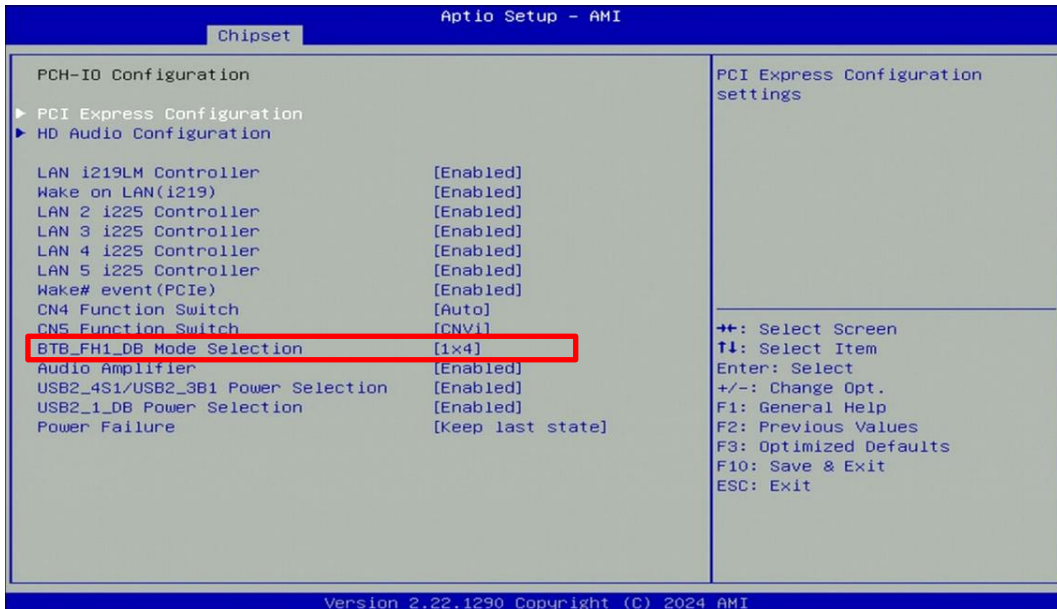 Aptio Setup - AMI
Chipset
PCH-IO Configuration
PCI Express Configuration
HD Audio Configuration
LAN i219LM Controller [Enabled]
Wake on LAN(i219) [Enabled]
LAN 2 i225 Controller [Enabled]
LAN 3 i225 Controller [Enabled]
LAN 4 i225 Controller [Enabled]
LAN 5 i225 Controller [Enabled]
Wake# event(PCIe) [Enabled]
CN4 Function Switch [Auto]
CN5 Function Switch [CNVi]
BTB_FH1_DB Mode Selection [1x4]
Audio Amplifier [Enabled]
USB2_4S1/USB2_3B1 Power Selection [Enabled]
USB2_1_DB Power Selection [Enabled]
Power Failure [Keep last state]
PCI Express Configuration
settings
→←: Select Screen
↑↓: Select Item
Enter: Select
+/-: Change Opt.
F1: General Help
F2: Previous Values
F3: Optimized Defaults
F10: Save & Exit
ESC: Exit
Version 2.22.1290 Copyright (C) 2024 AMI